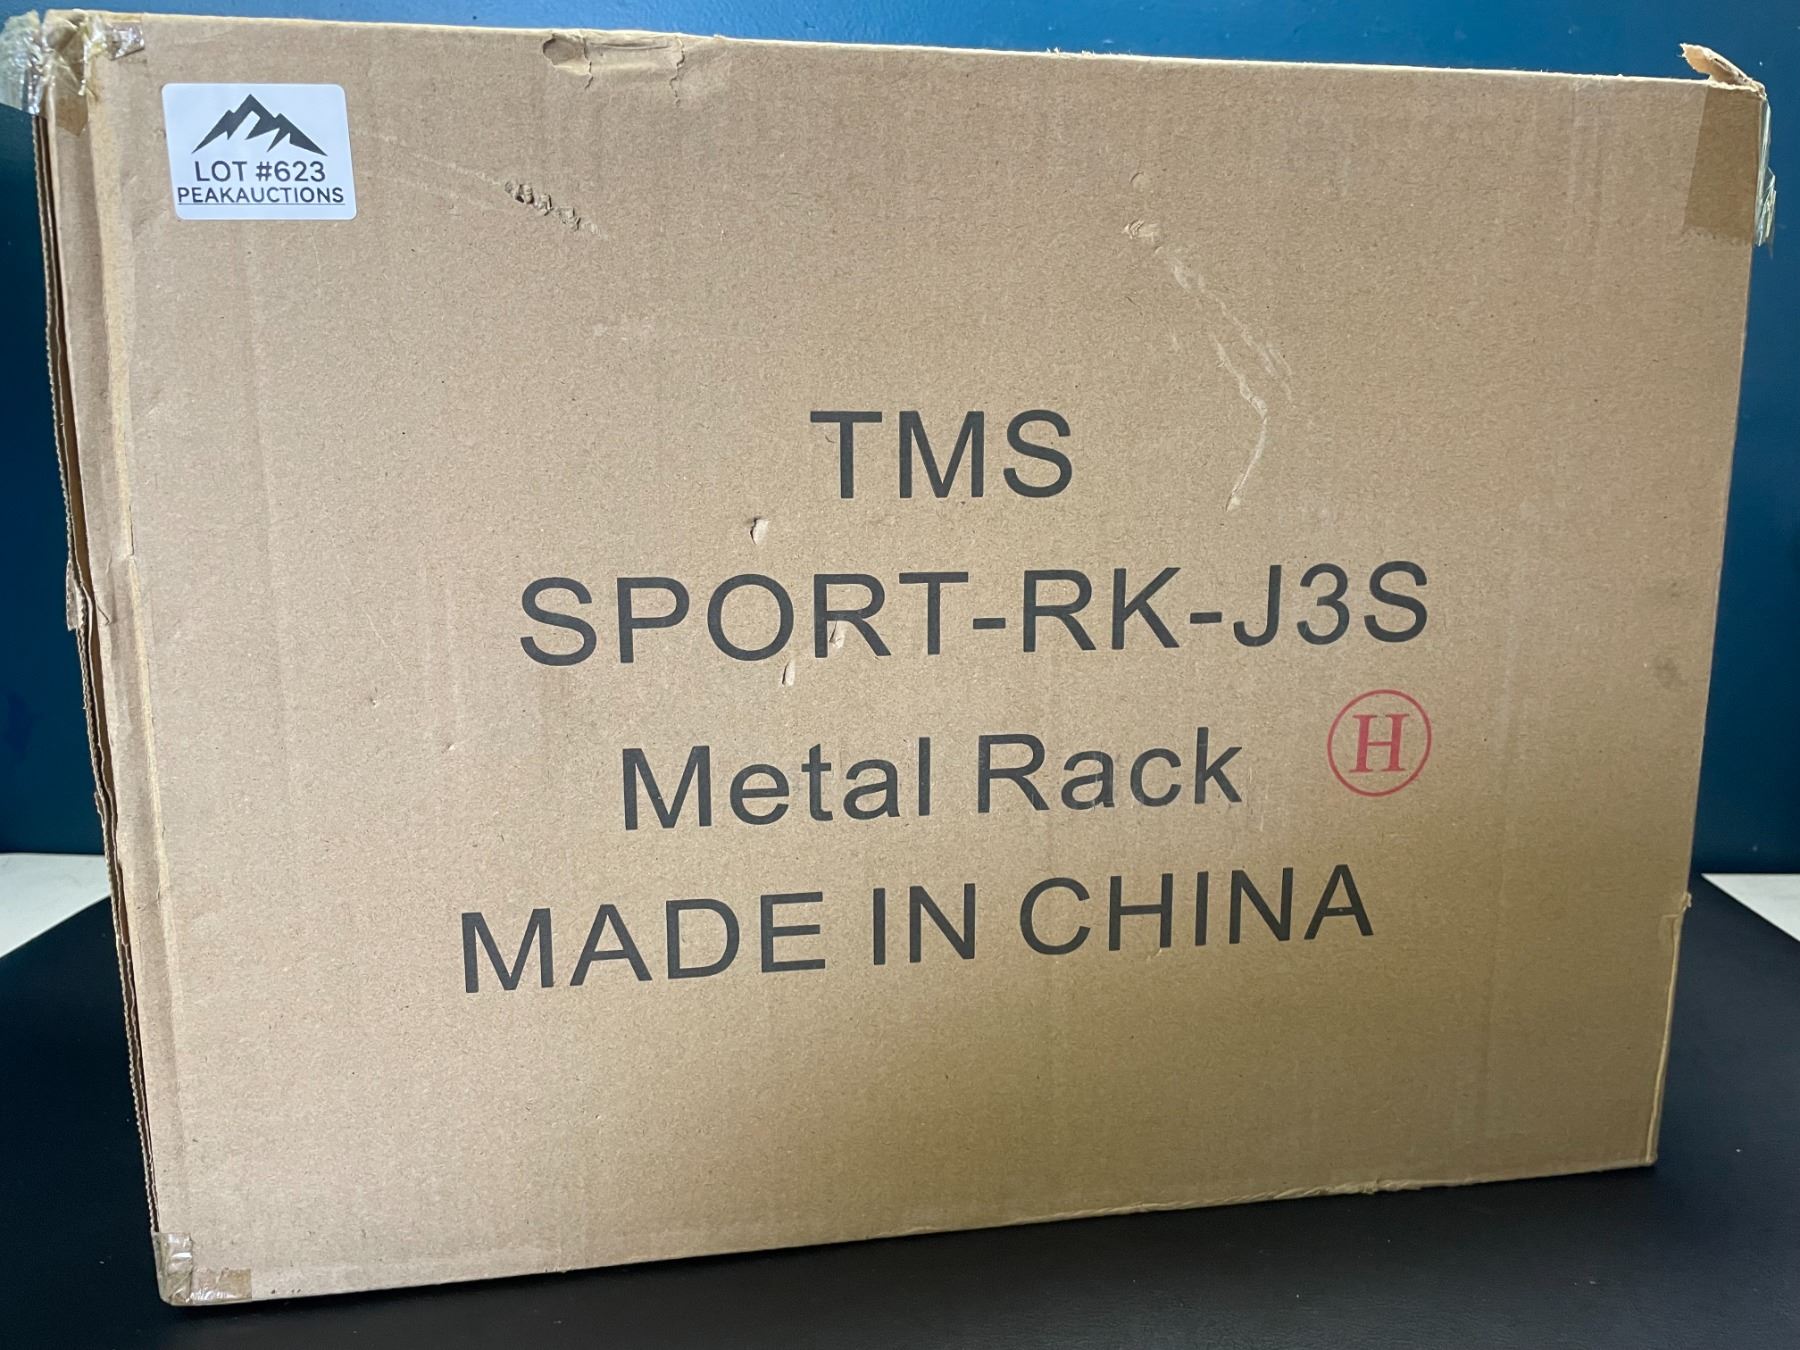 LOT #623
PEAKAUCTIONS
TMS
SPORT-RK-J3S
Metal Rack H
MADE IN CHINA